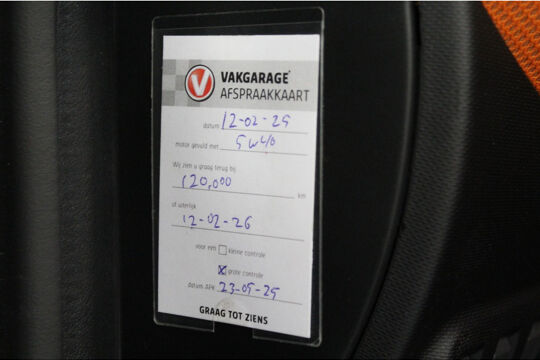 V
VAKGARAGE
AFSPRAAKKAART
datum 12-02-25
motor gevuld met 5w40
Wij zien u graag terug bij
120,000 km
of uiterlijk
12-02-26
voor een kleine controle
grote controle
datum APK 23-05-25
GRAAG TOT ZIENS